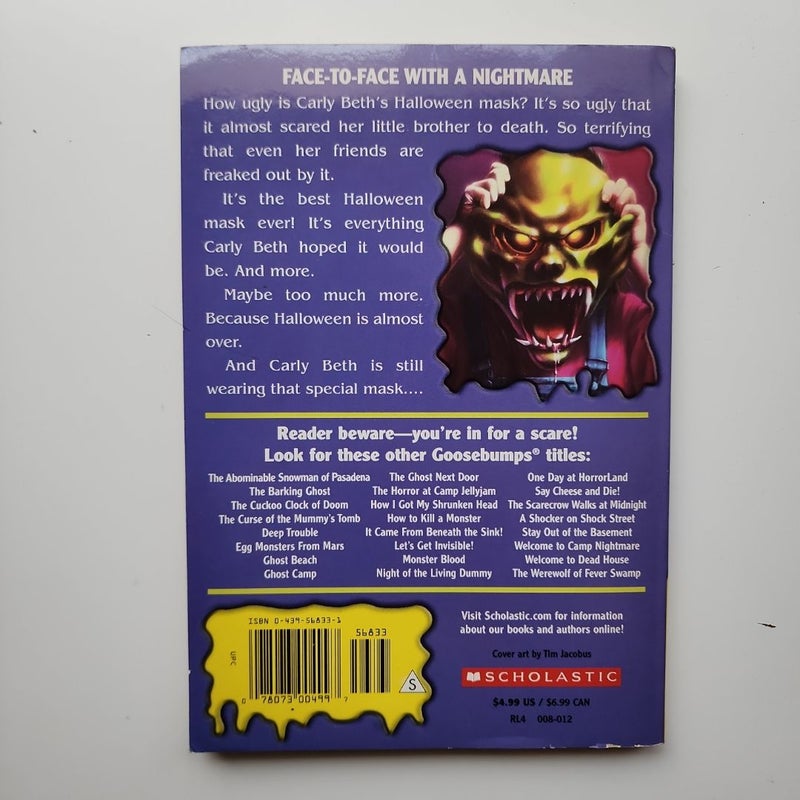 FACE-TO-FACE WITH A NIGHTMARE
How ugly is Carly Beth's Halloween mask? It's so ugly that
it almost scared her little brother to death. So terrifying
that even her friends are
freaked out by it.
It's the best Halloween
mask ever! It's everything
Carly Beth hoped it would
be. And more.
Maybe too much more.
Because Halloween is almost
over.
And Carly Beth is still
wearing that special mask....
Reader beware—you're in for a scare!
Look for these other Goosebumps® titles:
The Abominable Snowman of Pasadena
The Barking Ghost
The Cuckoo Clock of Doom
The Curse of the Mummy's Tomb
Deep Trouble
Egg Monsters From Mars
Ghost Beach
Ghost Camp
The Ghost Next Door
The Horror at Camp Jellyjam
How I Got My Shrunken Head
How to Kill a Monster
It Came From Beneath the Sink!
Let's Get Invisible!
Monster Blood
Night of the Living Dummy
One Day at HorrorLand
Say Cheese and Die!
The Scarecrow Walks at Midnight
A Shocker on Shock Street
Stay Out of the Basement
Welcome to Camp Nightmare
Welcome to Dead House
The Werewolf of Fever Swamp
ISBN 0-439-56833-1
56833
UPC
S
0 78073 00499 7
Visit Scholastic.com for information
about our books and authors online!
Cover art by Tim Jacobus
SCHOLASTIC
$4.99 US / $6.99 CAN
RL4 008-012